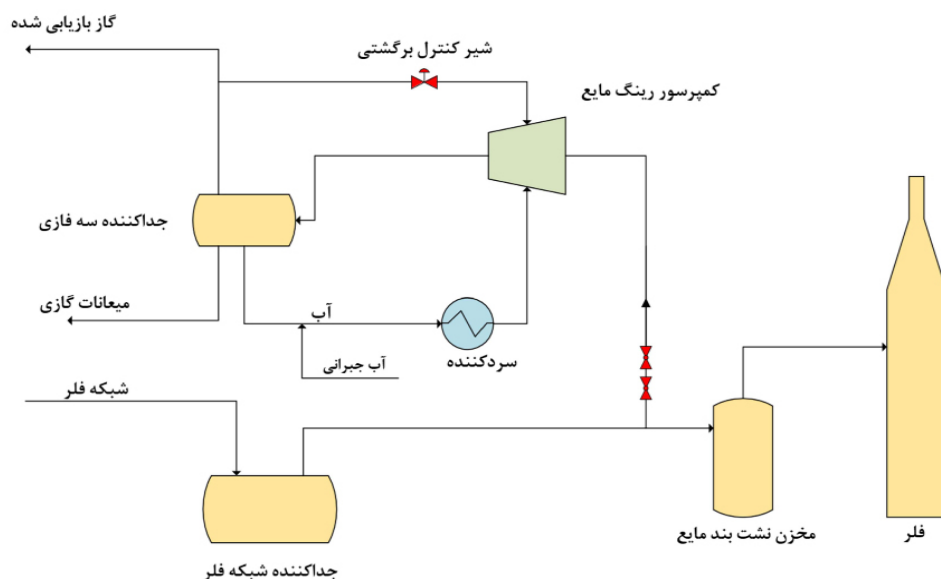 گاز بازیابی شده
شیر کنترل برگشتی
کمپرسور رینگ مایع
جداکننده سه فازی
میعانات گازی
آب
سردکننده
آب جبرانی
شبکه فلر
جداکننده شبکه فلر
مخزن نشت بند مایع
فلر